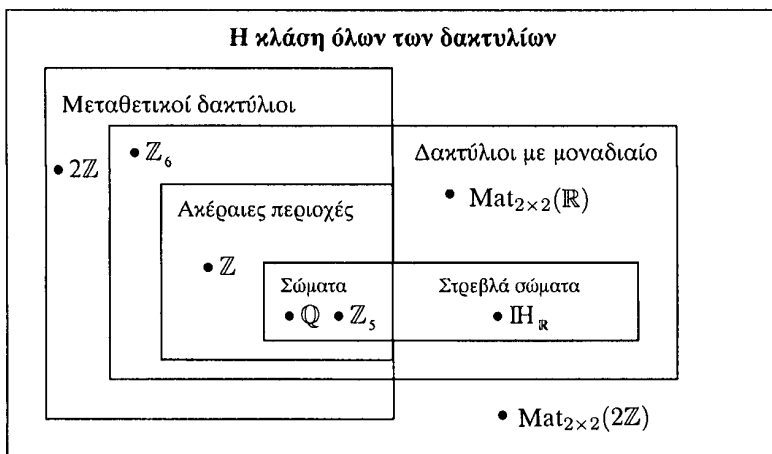 Η κλάση όλων των δακτυλίων
Μεταθετικοί δακτύλιοι
• 2ℤ
• ℤ₆
Δακτύλιοι με μοναδιαίο
• Mat₂ₓ₂(ℝ)
Ακέραιες περιοχές
• ℤ
Σώματα
Στρεβλά σώματα
• ℚ • ℤ₅
• ℍ_ℝ
• Mat₂ₓ₂(2ℤ)